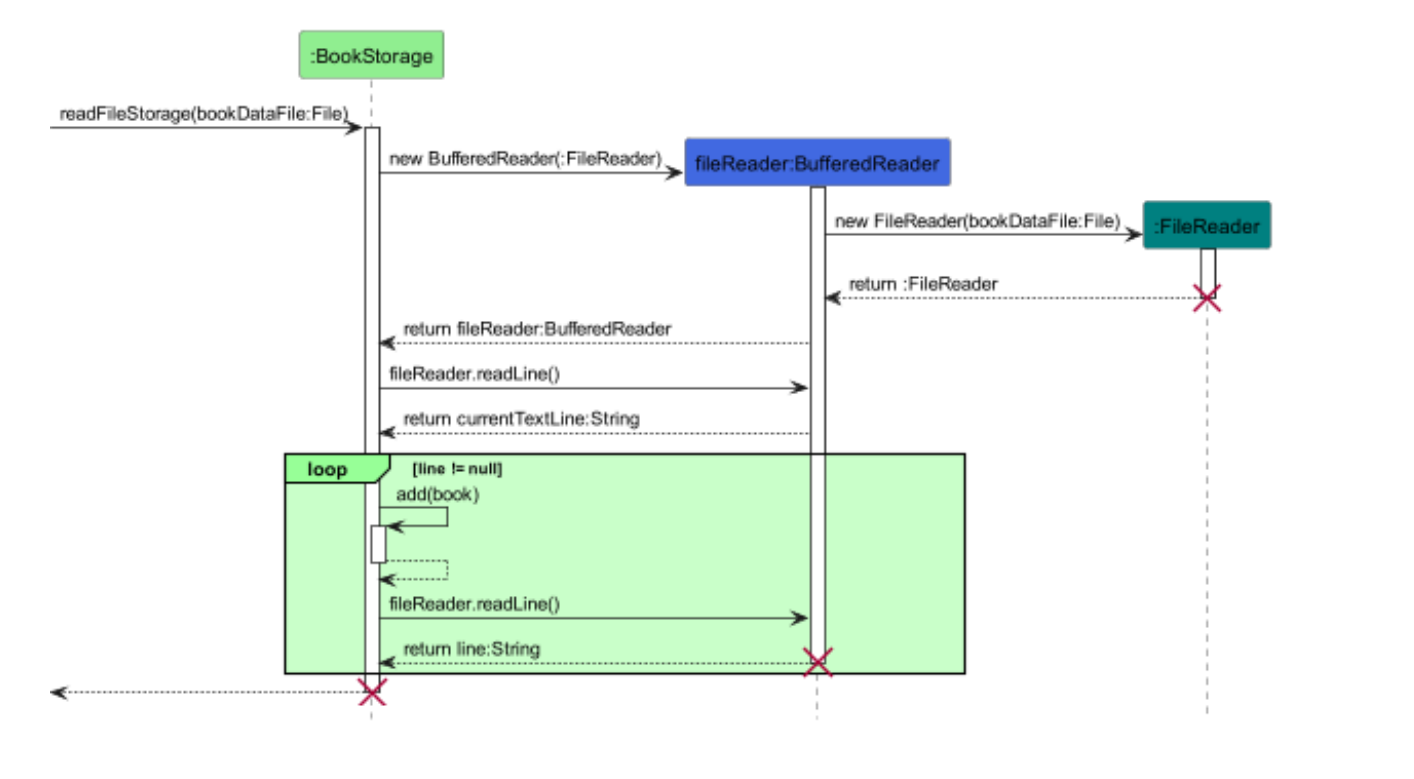 :BookStorage
readFileStorage(bookDataFile:File)
new BufferedReader(:FileReader)
fileReader:BufferedReader
new FileReader(bookDataFile:File)
:FileReader
return :FileReader
return fileReader:BufferedReader
fileReader.readLine()
return currentTextLine:String
loop [line != null]
add(book)
fileReader.readLine()
return line:String